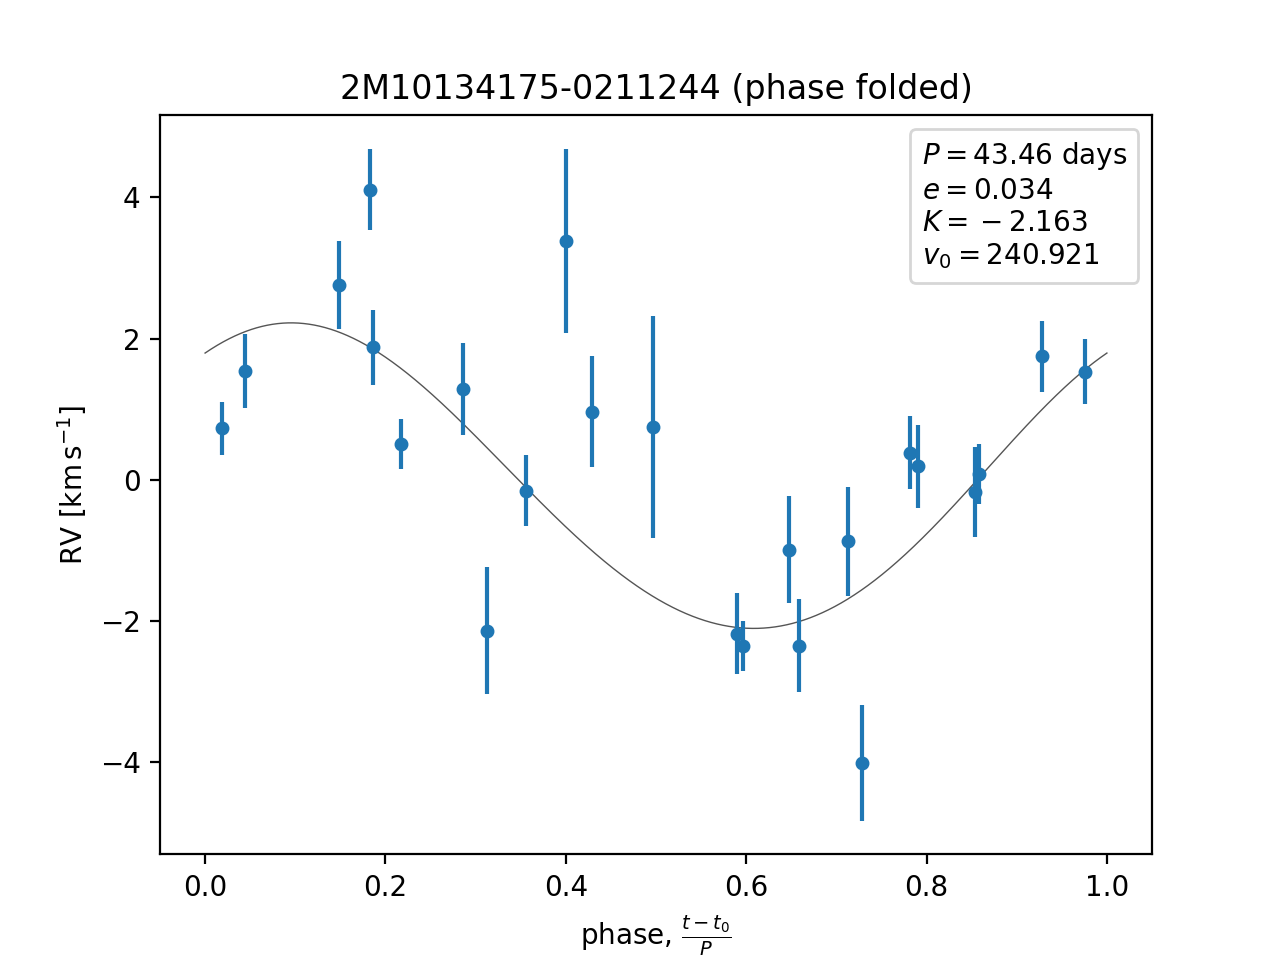 2M10134175-0211244 (phase folded)
P = 43.46 days
e = 0.034
K = −2.163
v₀ = 240.921
4
2
0
−2
−4
RV [km s⁻¹]
0.0 0.2 0.4 0.6 0.8 1.0
phase, (t − t₀)/P